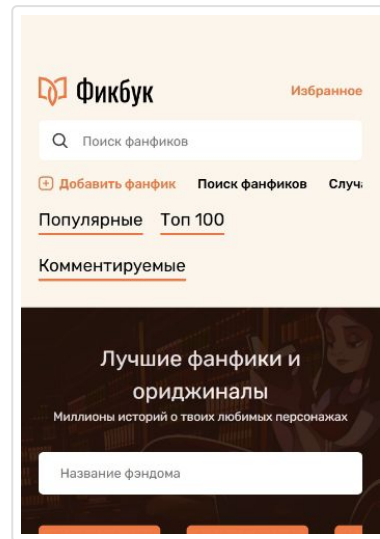 Фикбук
Избранное
Поиск фанфиков
Добавить фанфик Поиск фанфиков Случа
Популярные Топ 100
Комментируемые
Лучшие фанфики и
ориджиналы
Миллионы историй о твоих любимых персонажах
Название фэндома